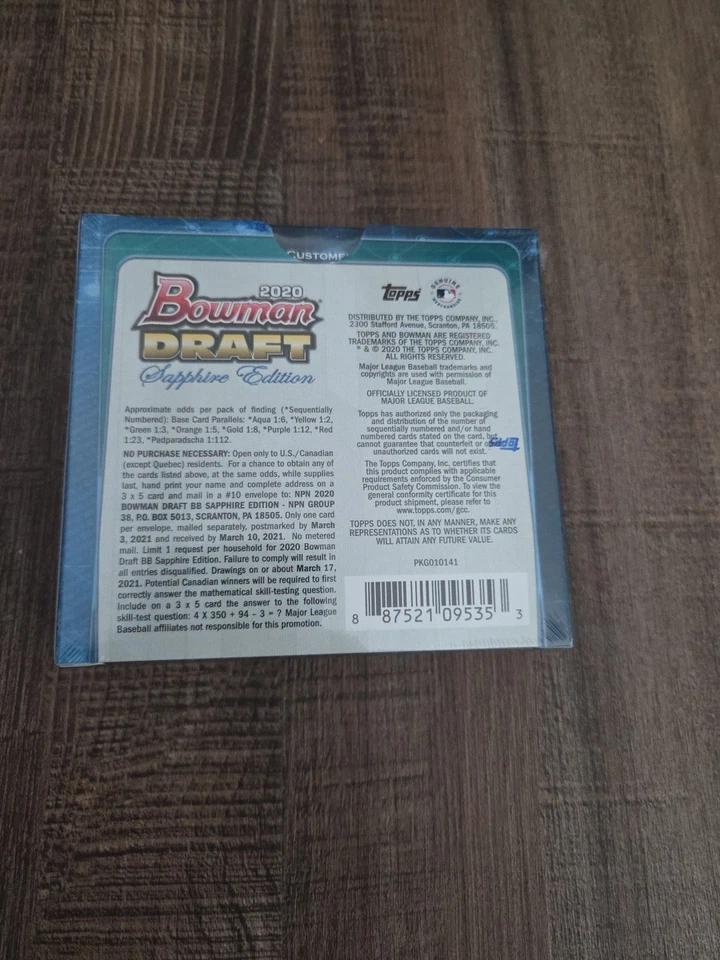 CUSTOME
2020
Bowman
DRAFT
Sapphire Edition
Approximate odds per pack of finding (*Sequentially
Numbered): Base Card Parallels: *Aqua 1:6, *Yellow 1:2,
*Green 1:3, *Orange 1:5, *Gold 1:8, *Purple 1:12, *Red
1:23, *Padparadscha 1:112.
NO PURCHASE NECESSARY: Open only to U.S./Canadian
(except Quebec) residents. For a chance to obtain any of
the cards listed above, at the same odds, while supplies
last, hand print your name and complete address on a
3 x 5 card and mail in a #10 envelope to: NPN 2020
BOWMAN DRAFT BB SAPPHIRE EDITION - NPN GROUP
38, P.O. BOX 5013, SCRANTON, PA 18505. Only one card
per envelope, mailed separately, postmarked by March
3, 2021 and received by March 10, 2021. No metered
mail. Limit 1 request per household for 2020 Bowman
Draft BB Sapphire Edition. Failure to comply will result in
all entries disqualified. Drawings on or about March 17,
2021. Potential Canadian winners will be required to first
correctly answer the mathematical skill-testing question.
Include on a 3 x 5 card the answer to the following
skill-test question: 4 X 350 + 94 – 3 = ? Major League
Baseball affiliates not responsible for this promotion.
Topps
GENUINE
MERCHANDISE
DISTRIBUTED BY THE TOPPS COMPANY, INC.,
2300 Stafford Avenue, Scranton, PA 18505.
TOPPS AND BOWMAN ARE REGISTERED
TRADEMARKS OF THE TOPPS COMPANY, INC.
® & © 2020 THE TOPPS COMPANY, INC.
ALL RIGHTS RESERVED.
Major League Baseball trademarks and
copyrights are used with permission of
Major League Baseball.
OFFICIALLY LICENSED PRODUCT OF
MAJOR LEAGUE BASEBALL.
Topps has authorized only the packaging
and distribution of the number of
sequentially numbered and/or hand
numbered cards stated on the card, but
cannot guarantee that counterfeit or
unauthorized cards will not exist.
Topps
The Topps Company, Inc. certifies that
this product complies with applicable
requirements enforced by the Consumer
Product Safety Commission. To view the
general conformity certificate for this
product shipment, please refer to
www.topps.com/gcc.
TOPPS DOES NOT, IN ANY MANNER, MAKE ANY
REPRESENTATIONS AS TO WHETHER ITS CARDS
WILL ATTAIN ANY FUTURE VALUE.
PKG010141
8 87521 09535 3